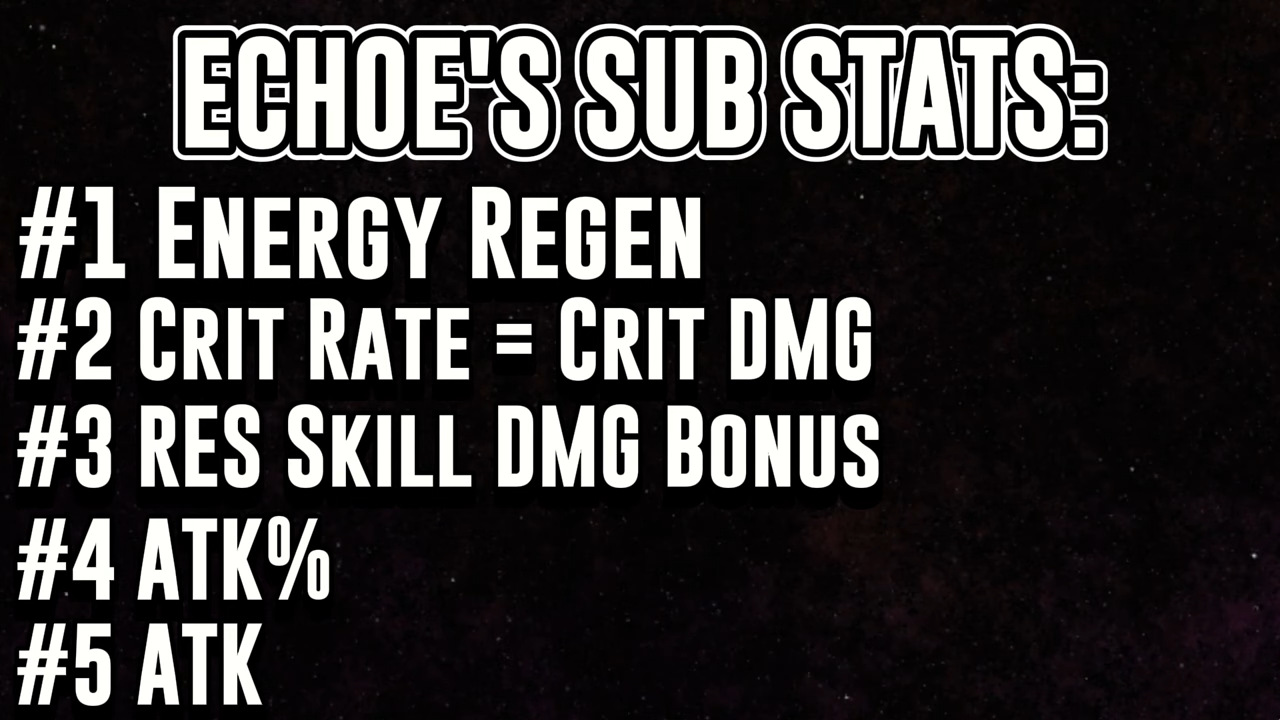 ECHOE'S SUB STATS:
#1 ENERGY REGEN
#2 CRIT RATE = CRIT DMG
#3 RES SKILL DMG BONUS
#4 ATK%
#5 ATK